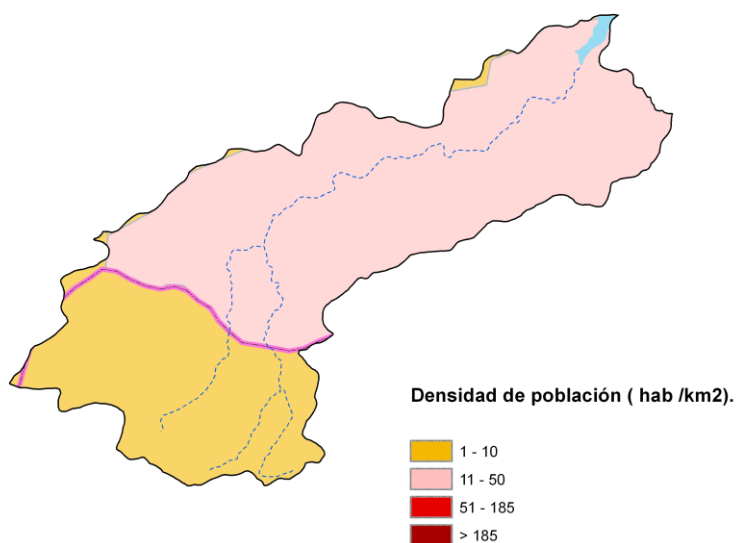 Densidad de población ( hab /km2).
1 - 10
11 - 50
51 - 185
> 185